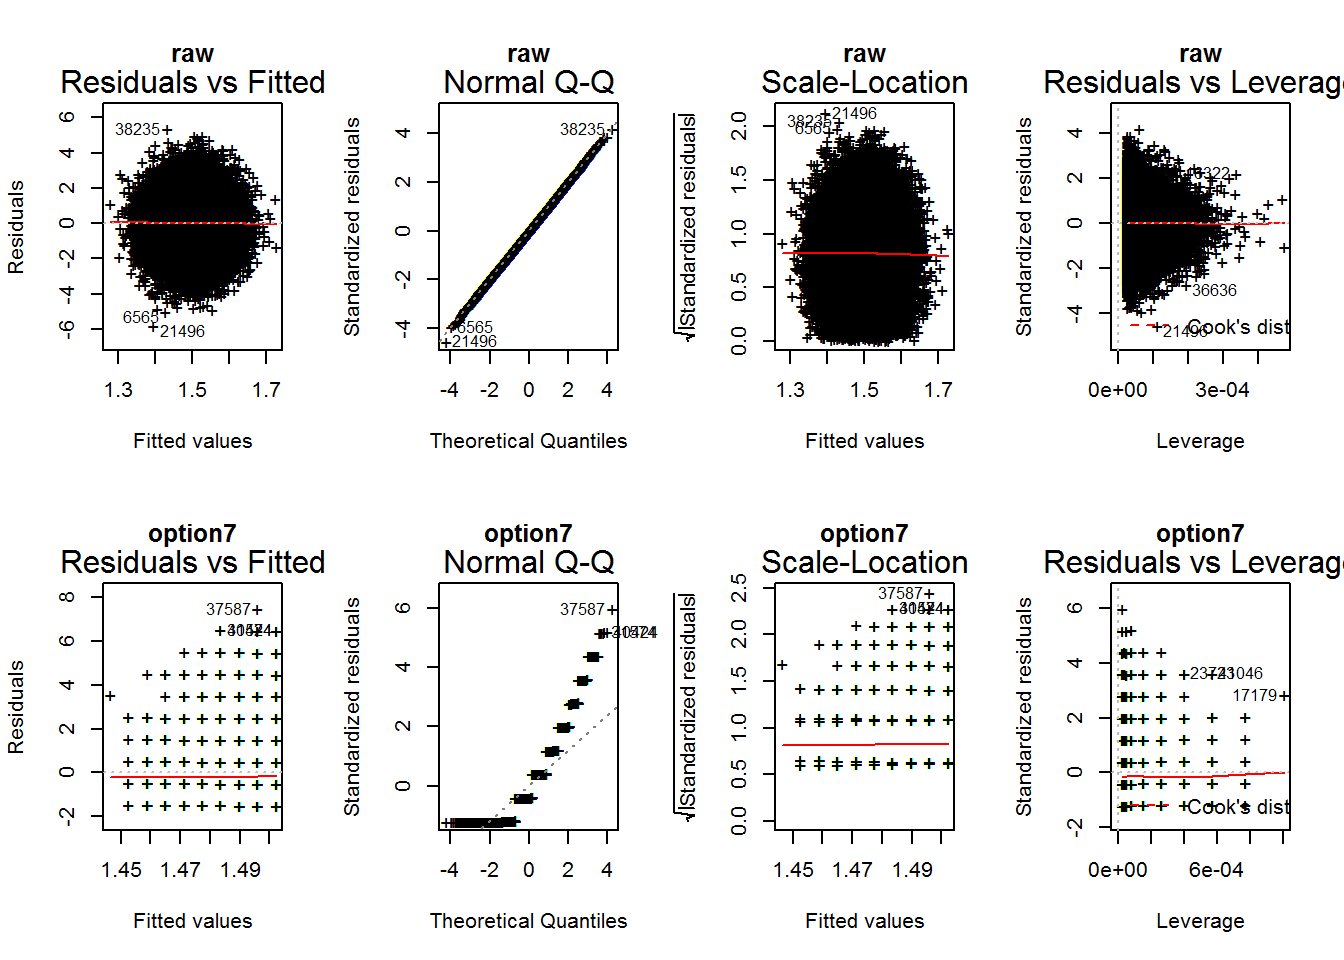 raw
Residuals vs Fitted
Residuals
6
4
2
0
-2
-4
-6
38235
6565
21496
1.3
1.5
1.7
Fitted values
raw
Normal Q-Q
Standardized residuals
4
2
0
-2
-4
38235
6565
21496
-4
-2
0
2
4
Theoretical Quantiles
raw
Scale-Location
√|Standardized residuals|
2.0
1.5
1.0
0.5
0.0
21496
38235
6565
1.3
1.5
1.7
Fitted values
raw
Residuals vs Leverage
Standardized residuals
4
2
0
-2
-4
6322
36636
Cook's dist
21496
0e+00
3e-04
Leverage
option7
Residuals vs Fitted
Residuals
8
6
4
2
0
-2
37587
1.45
1.47
1.49
Fitted values
option7
Normal Q-Q
Standardized residuals
6
4
2
0
37587
-4
-2
0
2
4
Theoretical Quantiles
option7
Scale-Location
√|Standardized residuals|
2.5
2.0
1.5
1.0
0.5
0.0
37587
1.45
1.47
1.49
Fitted values
option7
Residuals vs Leverage
Standardized residuals
6
4
2
0
-2
17179
Cook's dist
0e+00
6e-04
Leverage